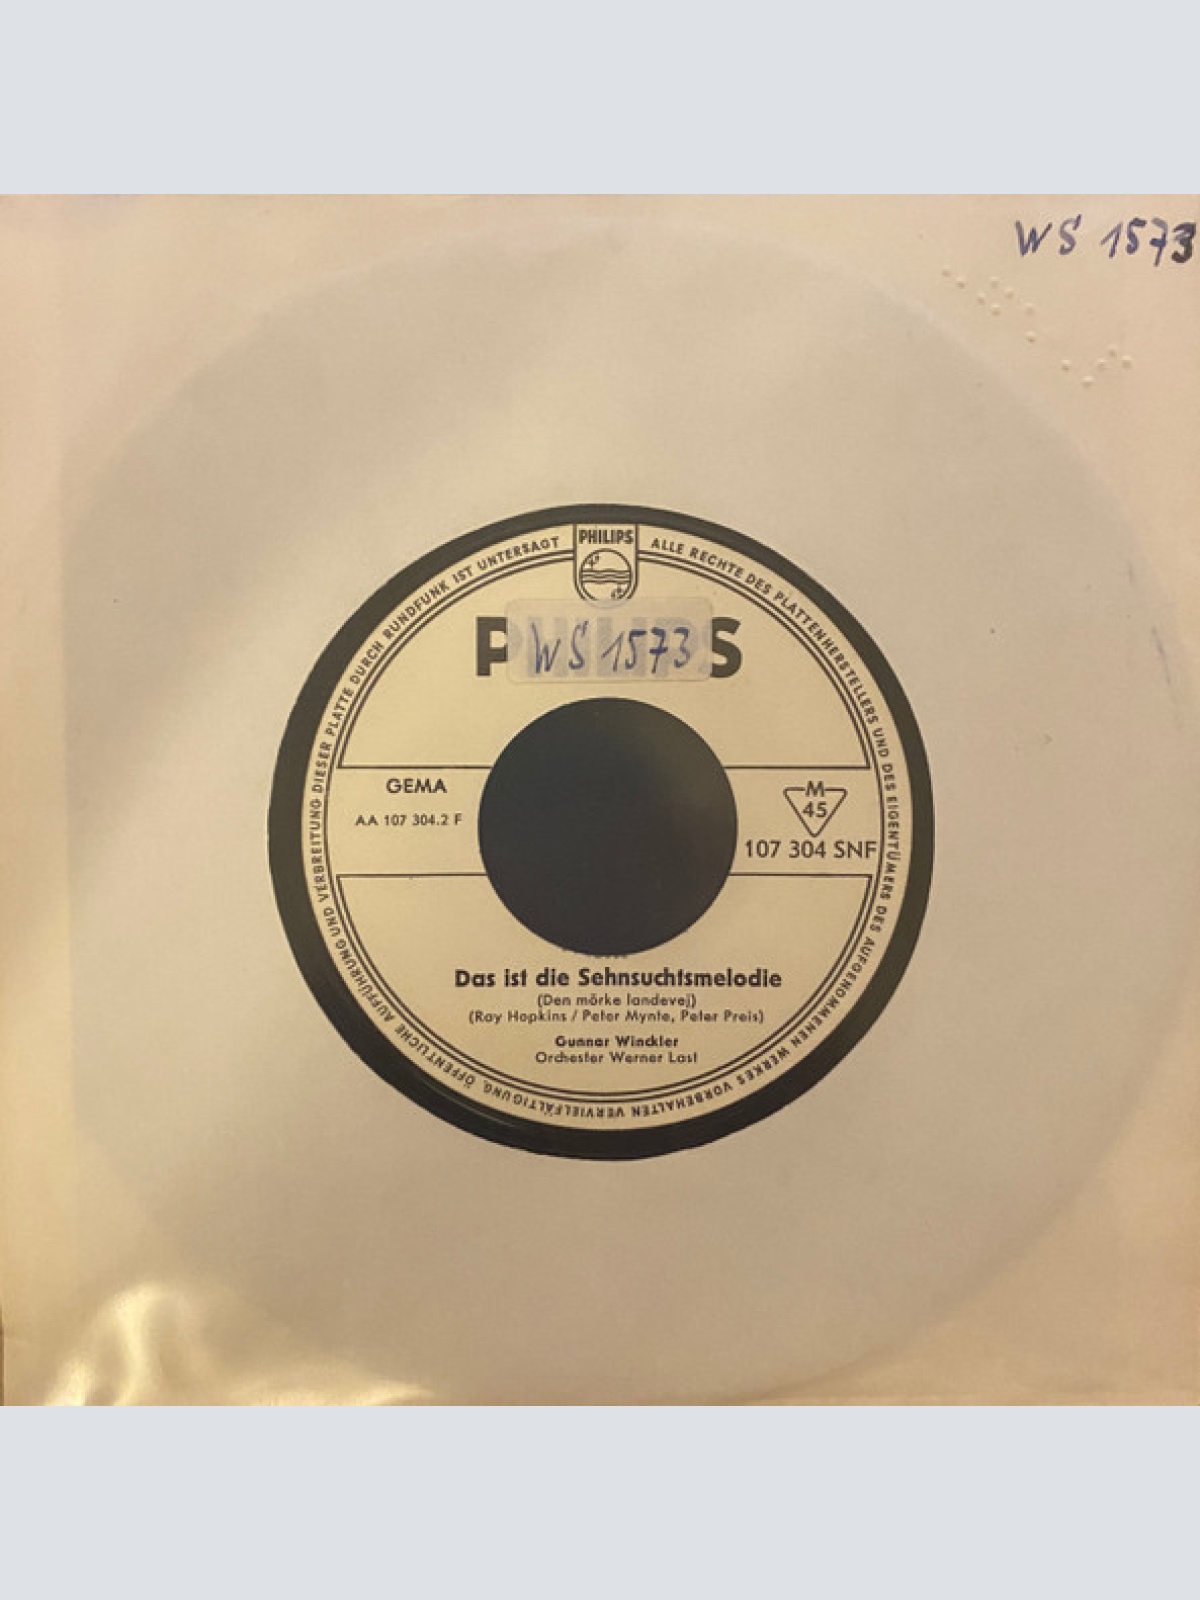 WS 1573
PHILIPS
ALLE RECHTE DES PLATTENHERSTELLERS UND DES EIGENTÜMERS DES AUFGENOMMENEN WERKES VORBEHALTEN VERVIELFÄLTIGUNG, ÖFFENTLICHE AUFFÜHRUNG UND VERBREITUNG DIESER PLATTE DURCH RUNDFUNK IST UNTERSAGT
PHILIPS
WS 1573
GEMA
AA 107 304.2 F
M
45
107 304 SNF
Das ist die Sehnsuchtsmelodie
(Den mörke landevej)
(Ray Hopkins / Peter Mynte, Peter Preis)
Gunnar Winckler
Orchester Werner Last